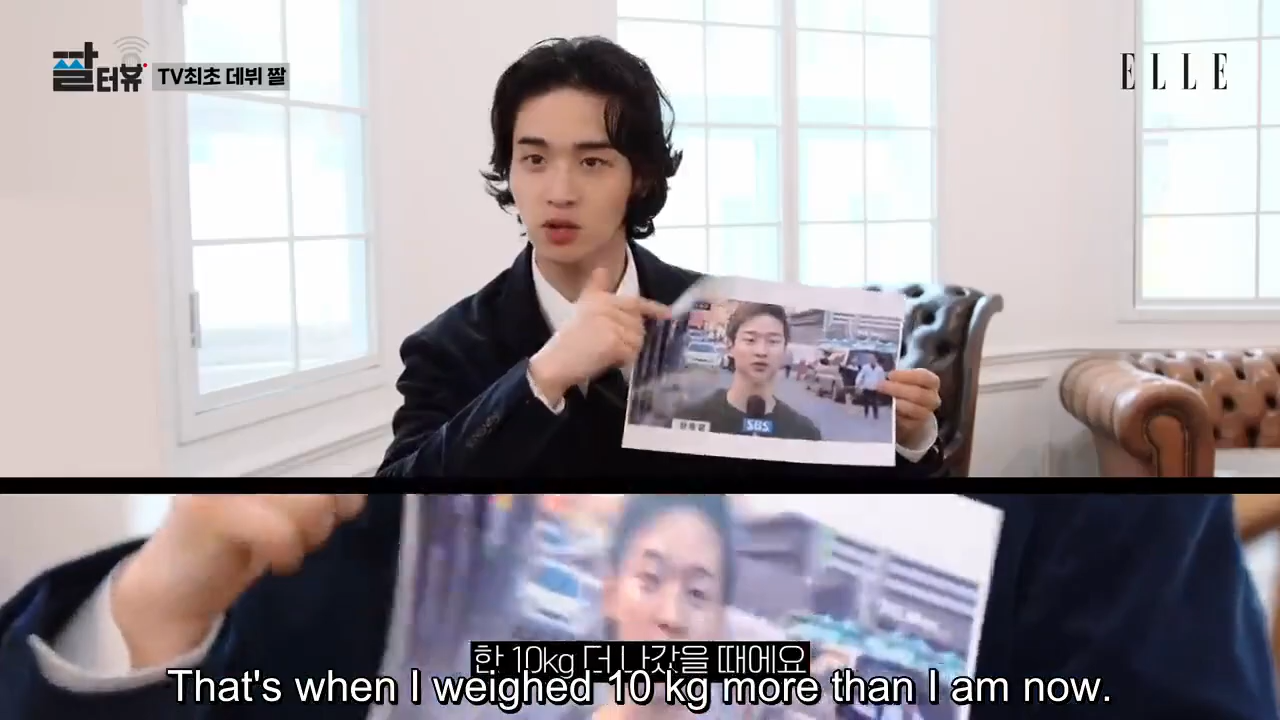 짤터뷰
TV최초 데뷔 짤
ELLE
SBS
한 10kg 더 나갔을 때에요
That's when I weighed 10 kg more than I am now.